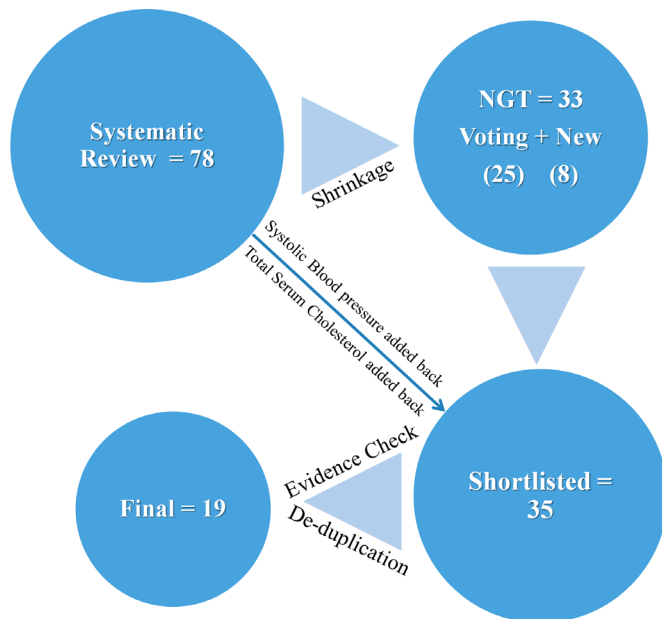 Systematic
Review = 78
Shrinkage
NGT = 33
Voting + New
(25) (8)
Systolic Blood pressure added back
Total Serum Cholesterol added back
Shortlisted =
35
Evidence Check
De-duplication
Final = 19